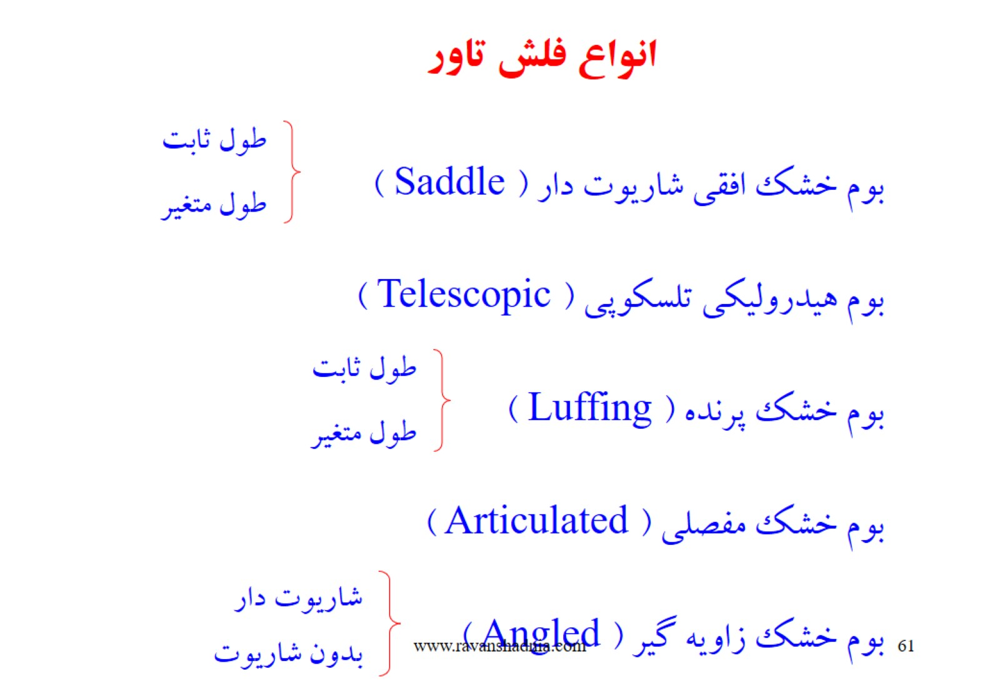 انواع فلش تاور
بوم خشک افقی شاریوت دار ( Saddle )
طول ثابت
طول متغیر
بوم هیدرولیکی تلسکوپی ( Telescopic )
بوم خشک پرنده ( Luffing )
طول ثابت
طول متغیر
بوم خشک مفصلی ( Articulated )
بوم خشک زاویه گیر ( Angled )
شاریوت دار
بدون شاریوت
www.ravanshadnia.com
61